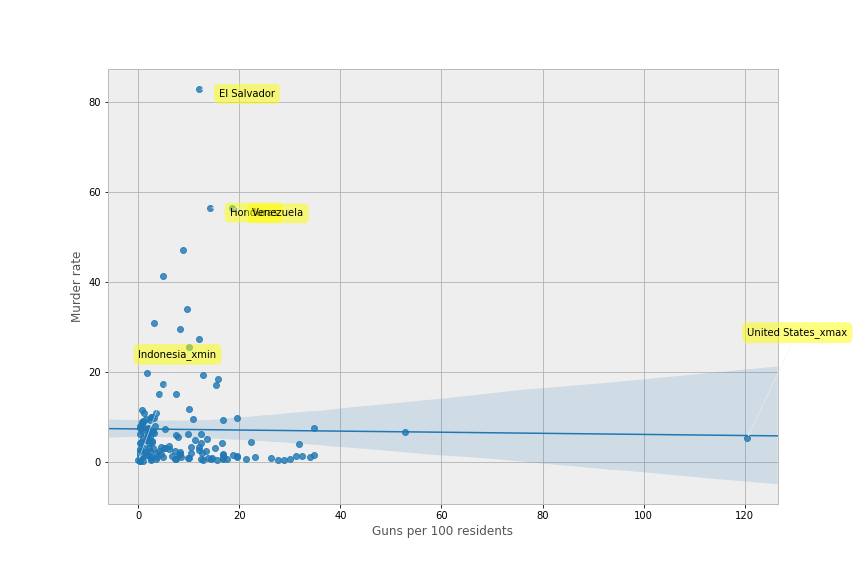 80
60
40
20
0
Murder rate
El Salvador
Venezuela
United States_xmax
Indonesia_xmin
0 20 40 60 80 100 120
Guns per 100 residents